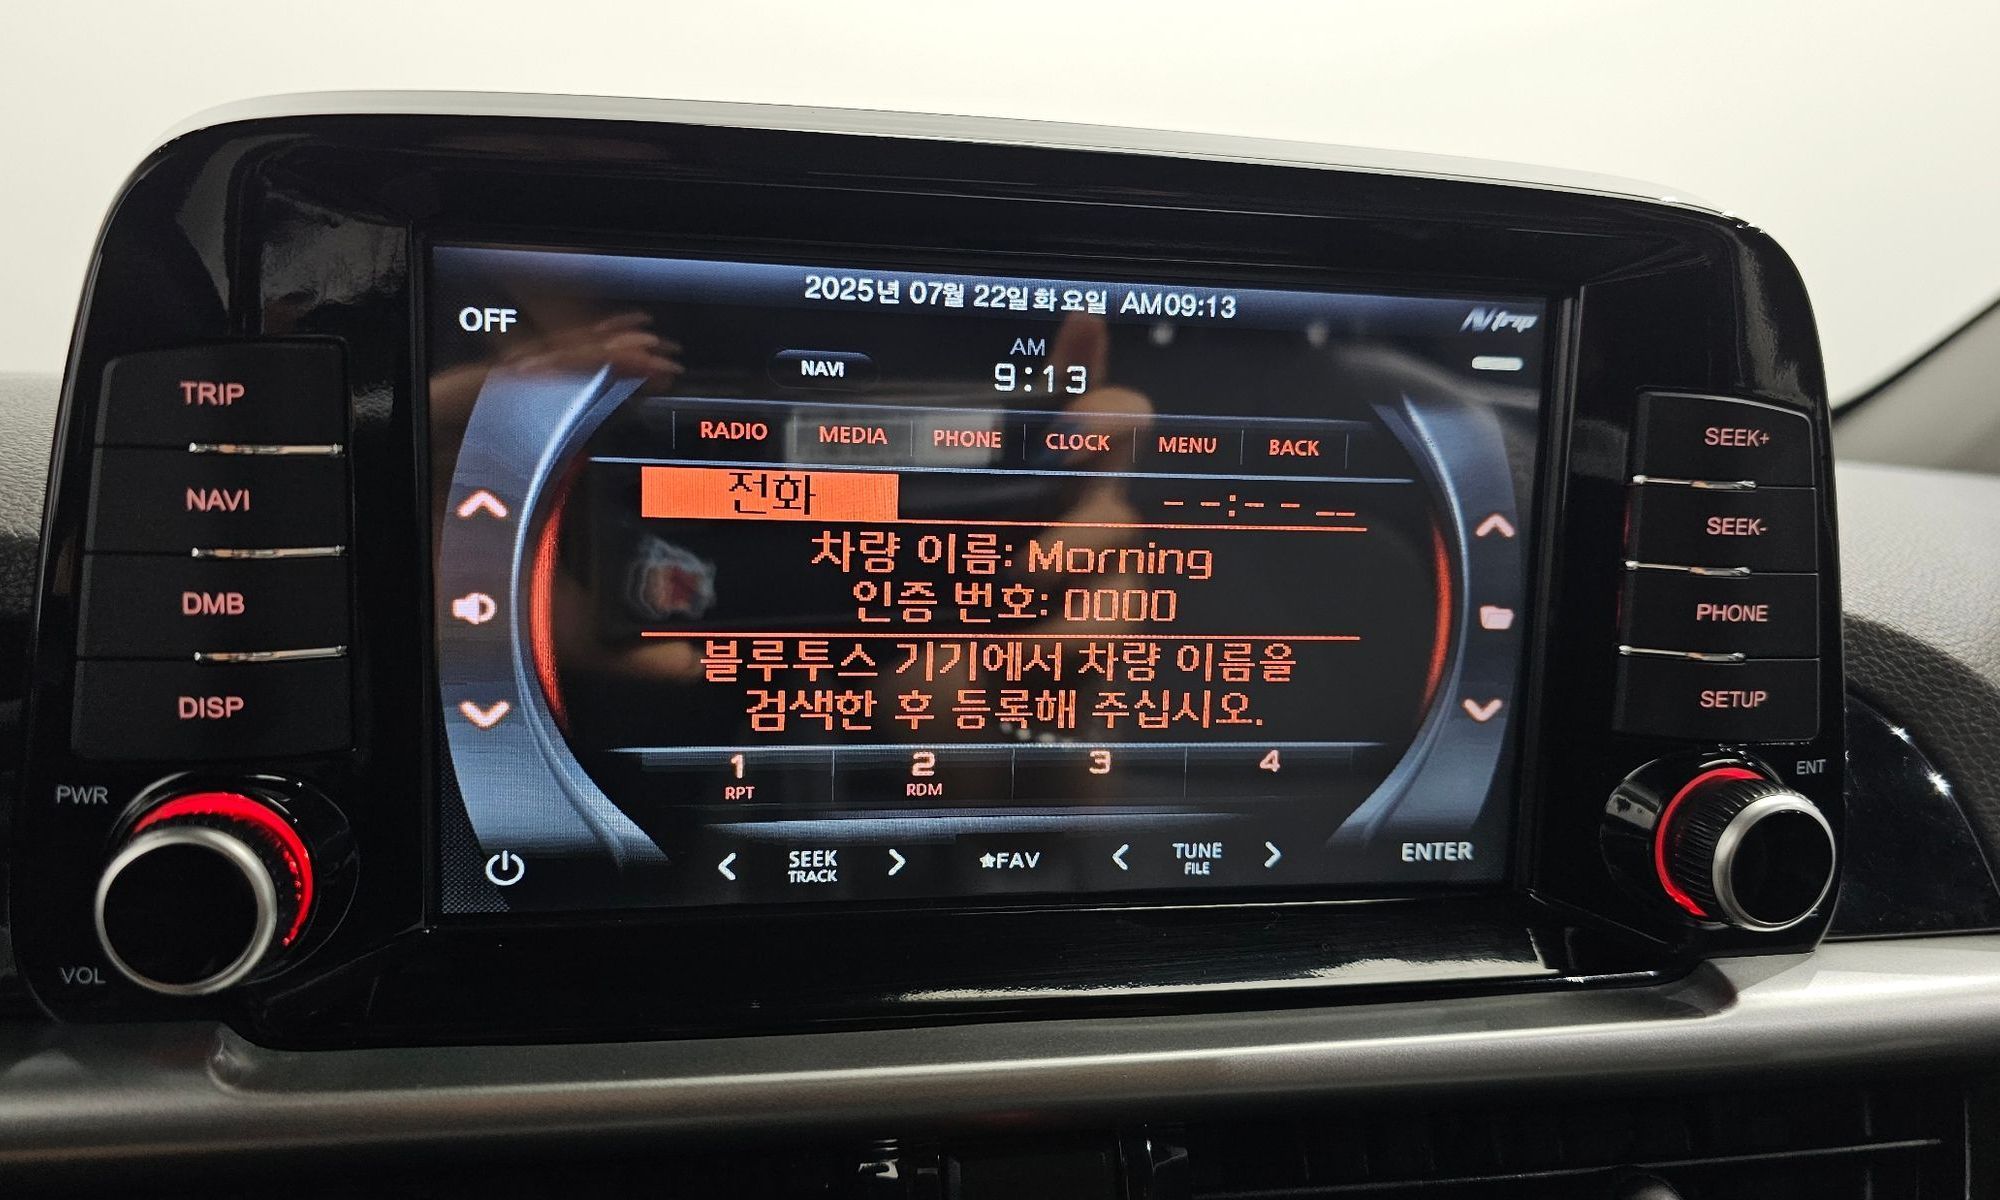 2025년 07월 22일 화요일 AM09:13
OFF
Ntrip
AM
NAVI
9:13
RADIO MEDIA PHONE CLOCK MENU BACK
전화 - -:- - --
차량 이름: Morning
인증 번호: 0000
블루투스 기기에서 차량 이름을
검색한 후 등록해 주십시오.
1 2 3 4
RPT RDM
SEEK TRACK
★FAV
TUNE FILE
ENTER
TRIP
NAVI
DMB
DISP
PWR
VOL
SEEK+
SEEK-
PHONE
SETUP
ENT